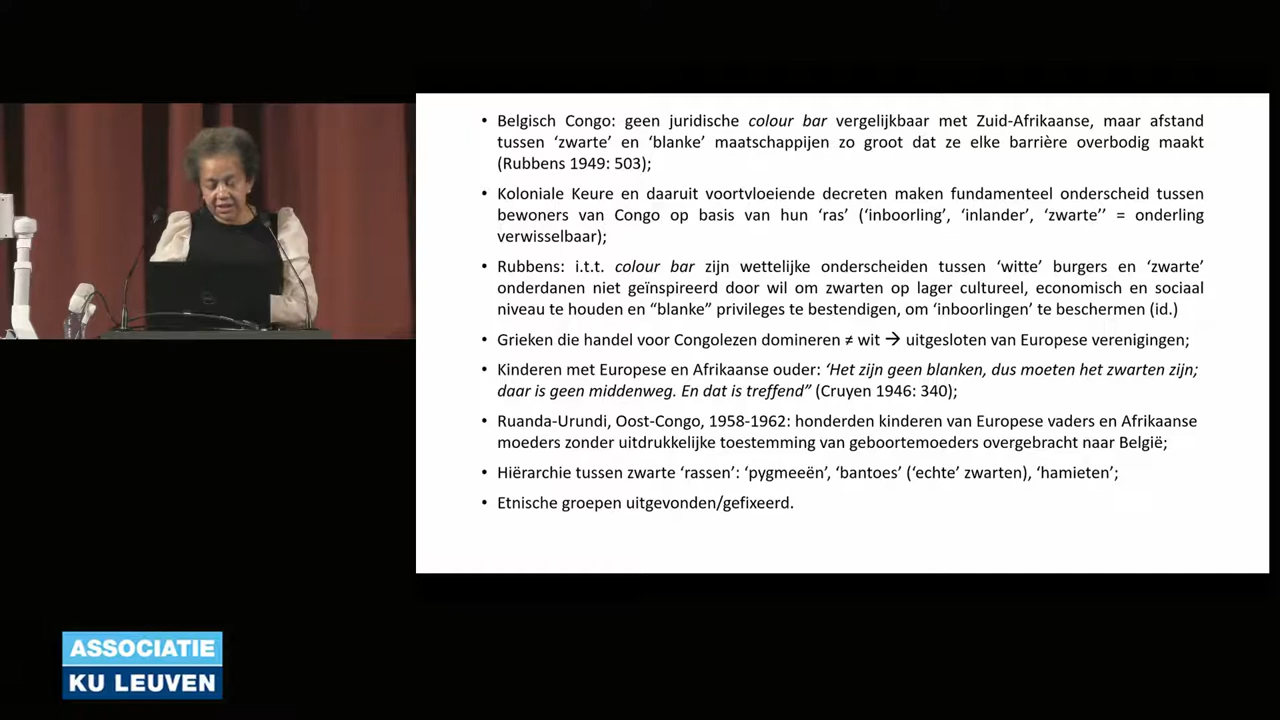 • Belgisch Congo: geen juridische colour bar vergelijkbaar met Zuid-Afrikaanse, maar afstand
tussen ‘zwarte’ en ‘blanke’ maatschappijen zo groot dat ze elke barrière overbodig maakt
(Rubbens 1949: 503);
• Koloniale Keure en daaruit voortvloeiende decreten maken fundamenteel onderscheid tussen
bewoners van Congo op basis van hun ‘ras’ (‘inboorling’, ‘inlander’, ‘zwarte’’ = onderling
verwisselbaar);
• Rubbens: i.t.t. colour bar zijn wettelijke onderscheiden tussen ‘witte’ burgers en ‘zwarte’
onderdanen niet geïnspireerd door wil om zwarten op lager cultureel, economisch en sociaal
niveau te houden en “blanke” privileges te bestendigen, om ‘inboorlingen’ te beschermen (id.)
• Grieken die handel voor Congolezen domineren ≠ wit → uitgesloten van Europese verenigingen;
• Kinderen met Europese en Afrikaanse ouder: ‘Het zijn geen blanken, dus moeten het zwarten zijn;
daar is geen middenweg. En dat is treffend” (Cruyen 1946: 340);
• Ruanda-Urundi, Oost-Congo, 1958-1962: honderden kinderen van Europese vaders en Afrikaanse
moeders zonder uitdrukkelijke toestemming van geboortemoeders overgebracht naar België;
• Hiërarchie tussen zwarte ‘rassen’: ‘pygmeeën’, ‘bantoes’ (‘echte’ zwarten), ‘hamieten’;
• Etnische groepen uitgevonden/gefixeerd.
ASSOCIATIE
KU LEUVEN